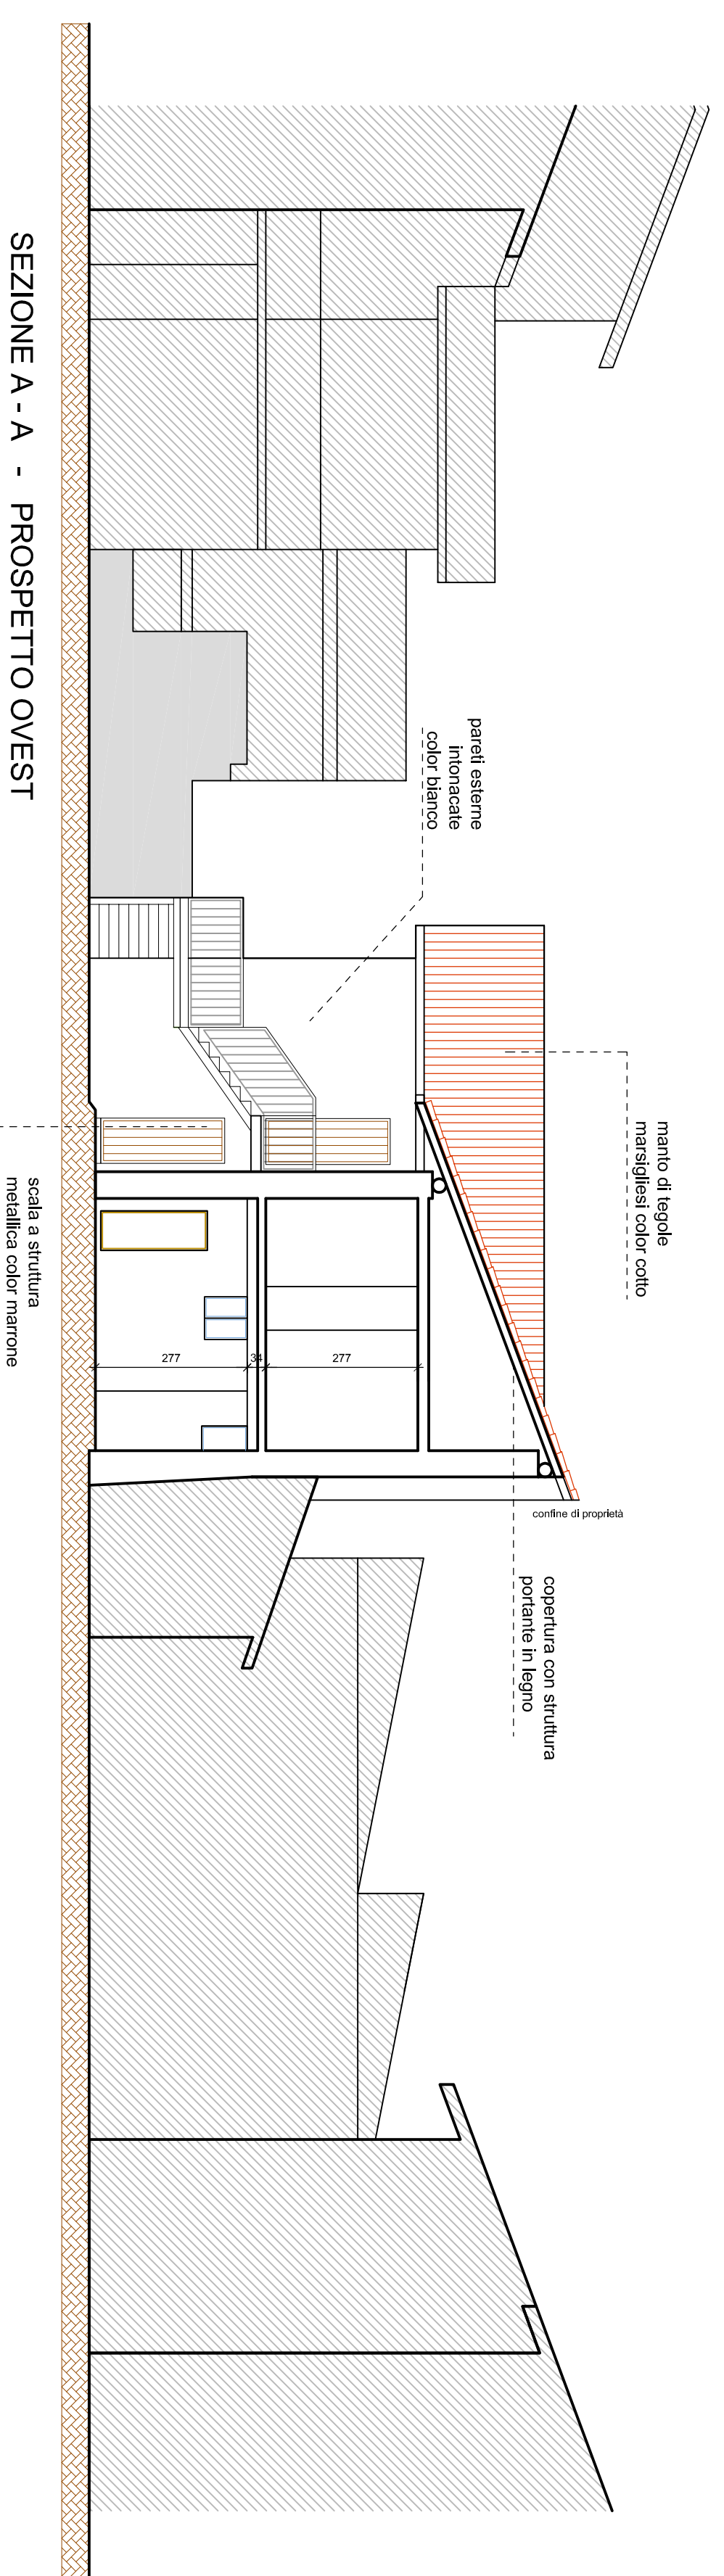 manto di tegole
marsigliesi color cotto
pareti esterne
intonacate
color bianco
copertura con struttura
portante in legno
confine di proprietà
277
34
277
scala a struttura
metallica color marrone
SEZIONE A - A - PROSPETTO OVEST